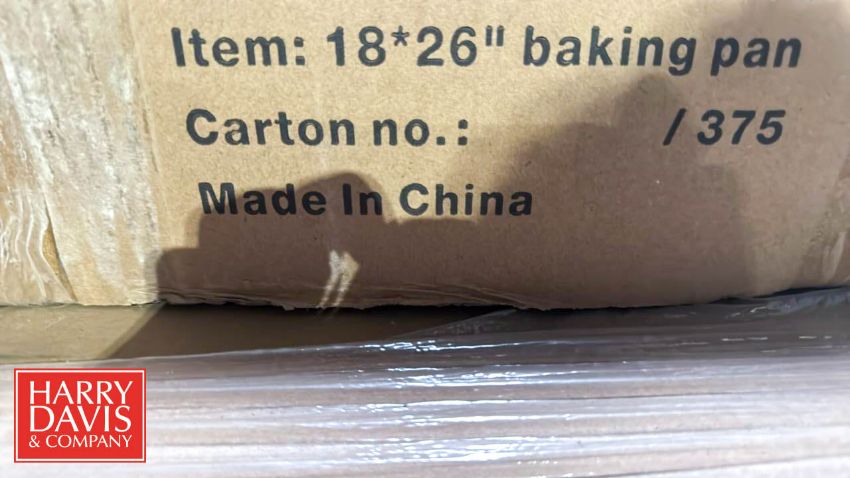 Item: 18*26" baking pan
Carton no.: / 375
Made In China
HARRY
DAVIS
& COMPANY